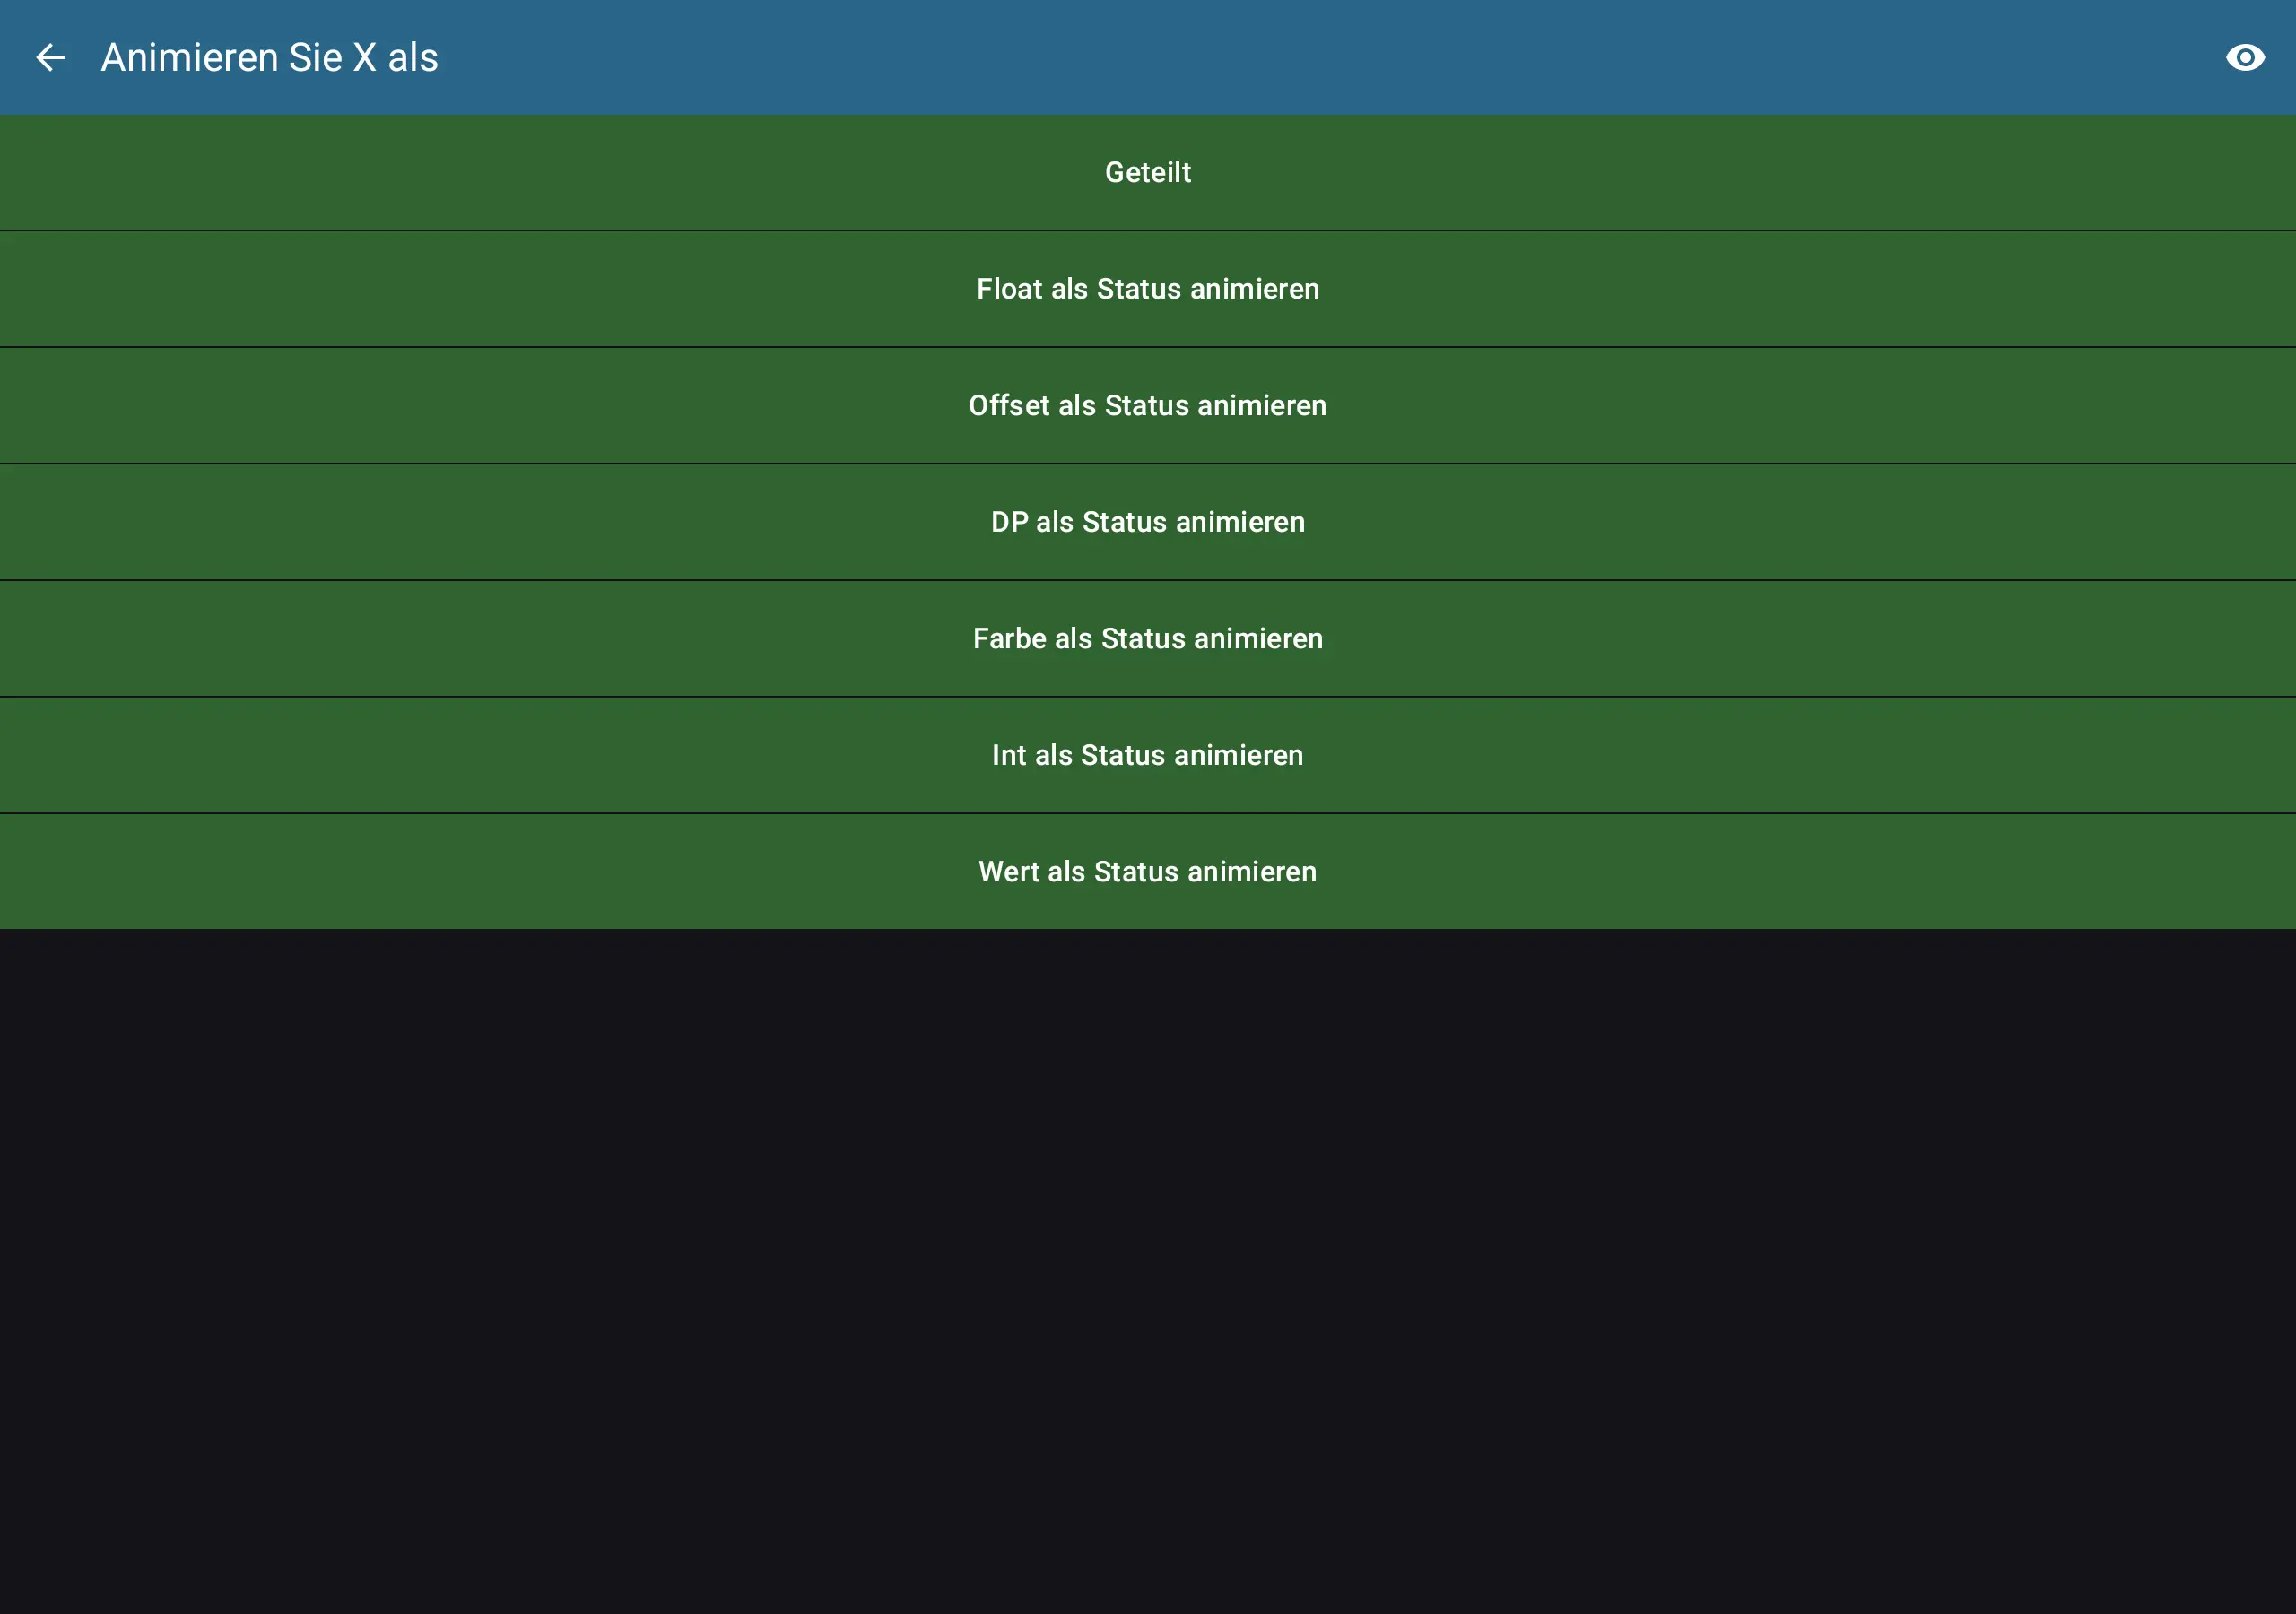 Animieren Sie X als
Geteilt
Float als Status animieren
Offset als Status animieren
DP als Status animieren
Farbe als Status animieren
Int als Status animieren
Wert als Status animieren